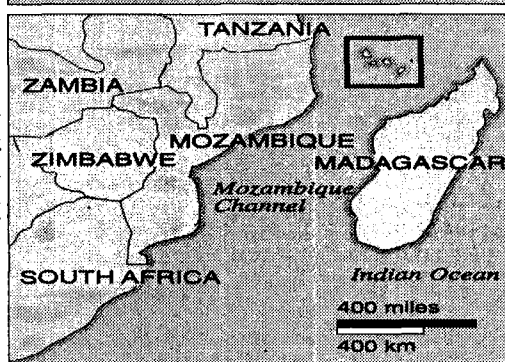 TANZANIA
ZAMBIA
MOZAMBIQUE
ZIMBABWE
MADAGASCAR
Mozambique
Channel
SOUTH AFRICA
Indian Ocean
400 miles
400 km